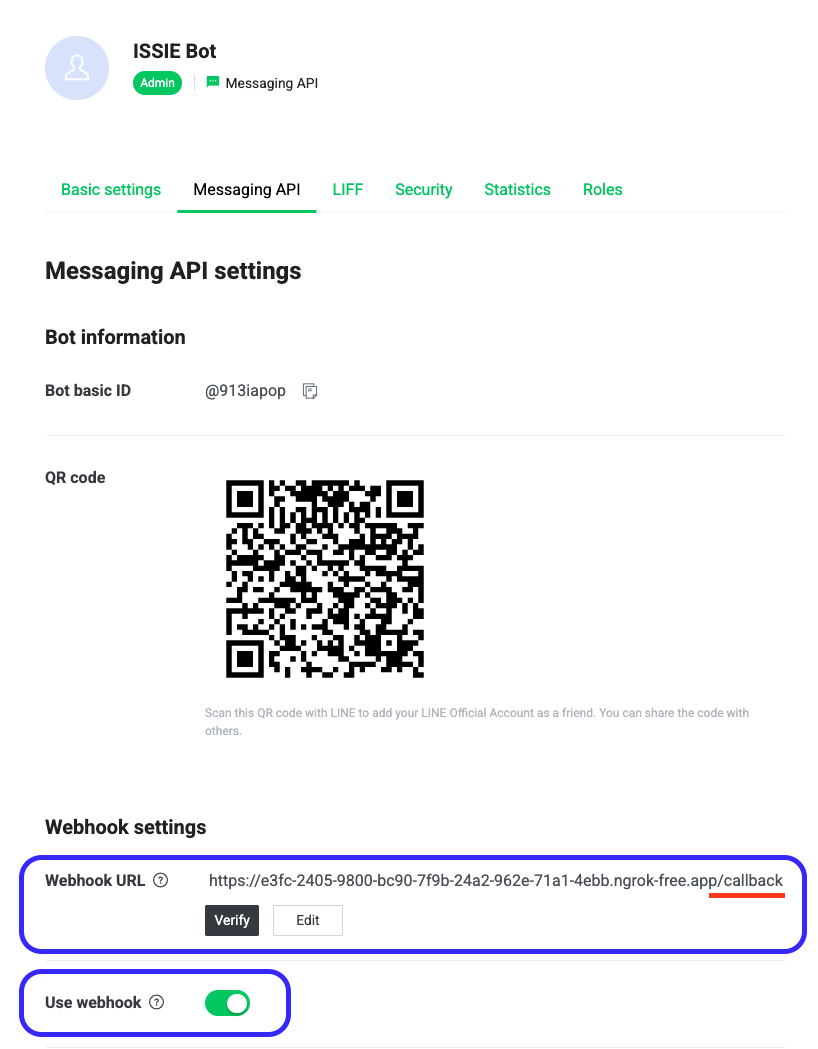 ISSIE Bot
Admin
Messaging API
Basic settings Messaging API LIFF Security Statistics Roles
Messaging API settings
Bot information
Bot basic ID @913iapop
QR code
Scan this QR code with LINE to add your LINE Official Account as a friend. You can share the code with
others.
Webhook settings
Webhook URL ? https://e3fc-2405-9800-bc90-7f9b-24a2-962e-71a1-4ebb.ngrok-free.app/callback
Verify Edit
Use webhook ?